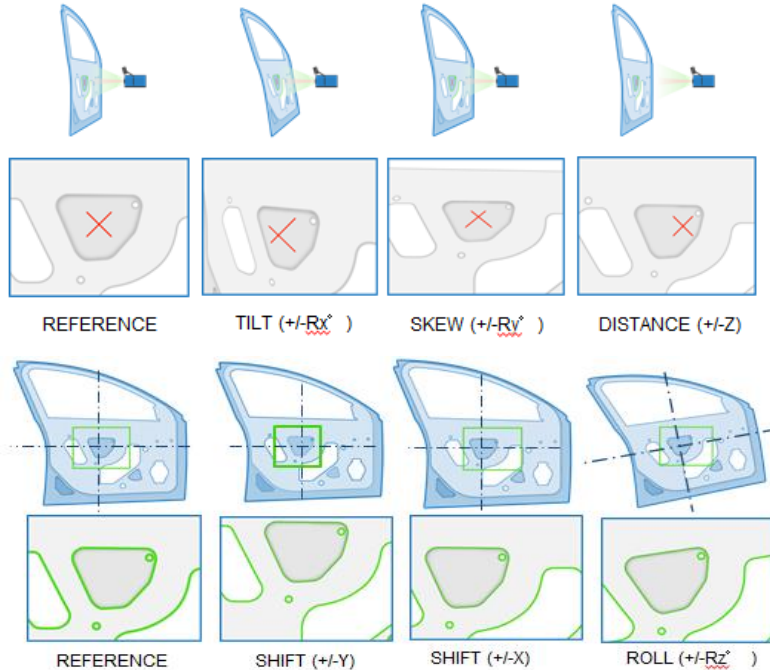 REFERENCE
TILT (+/-Rx° )
SKEW (+/-Ry° )
DISTANCE (+/-Z)
REFERENCE
SHIFT (+/-Y)
SHIFT (+/-X)
ROLL (+/-Rz° )